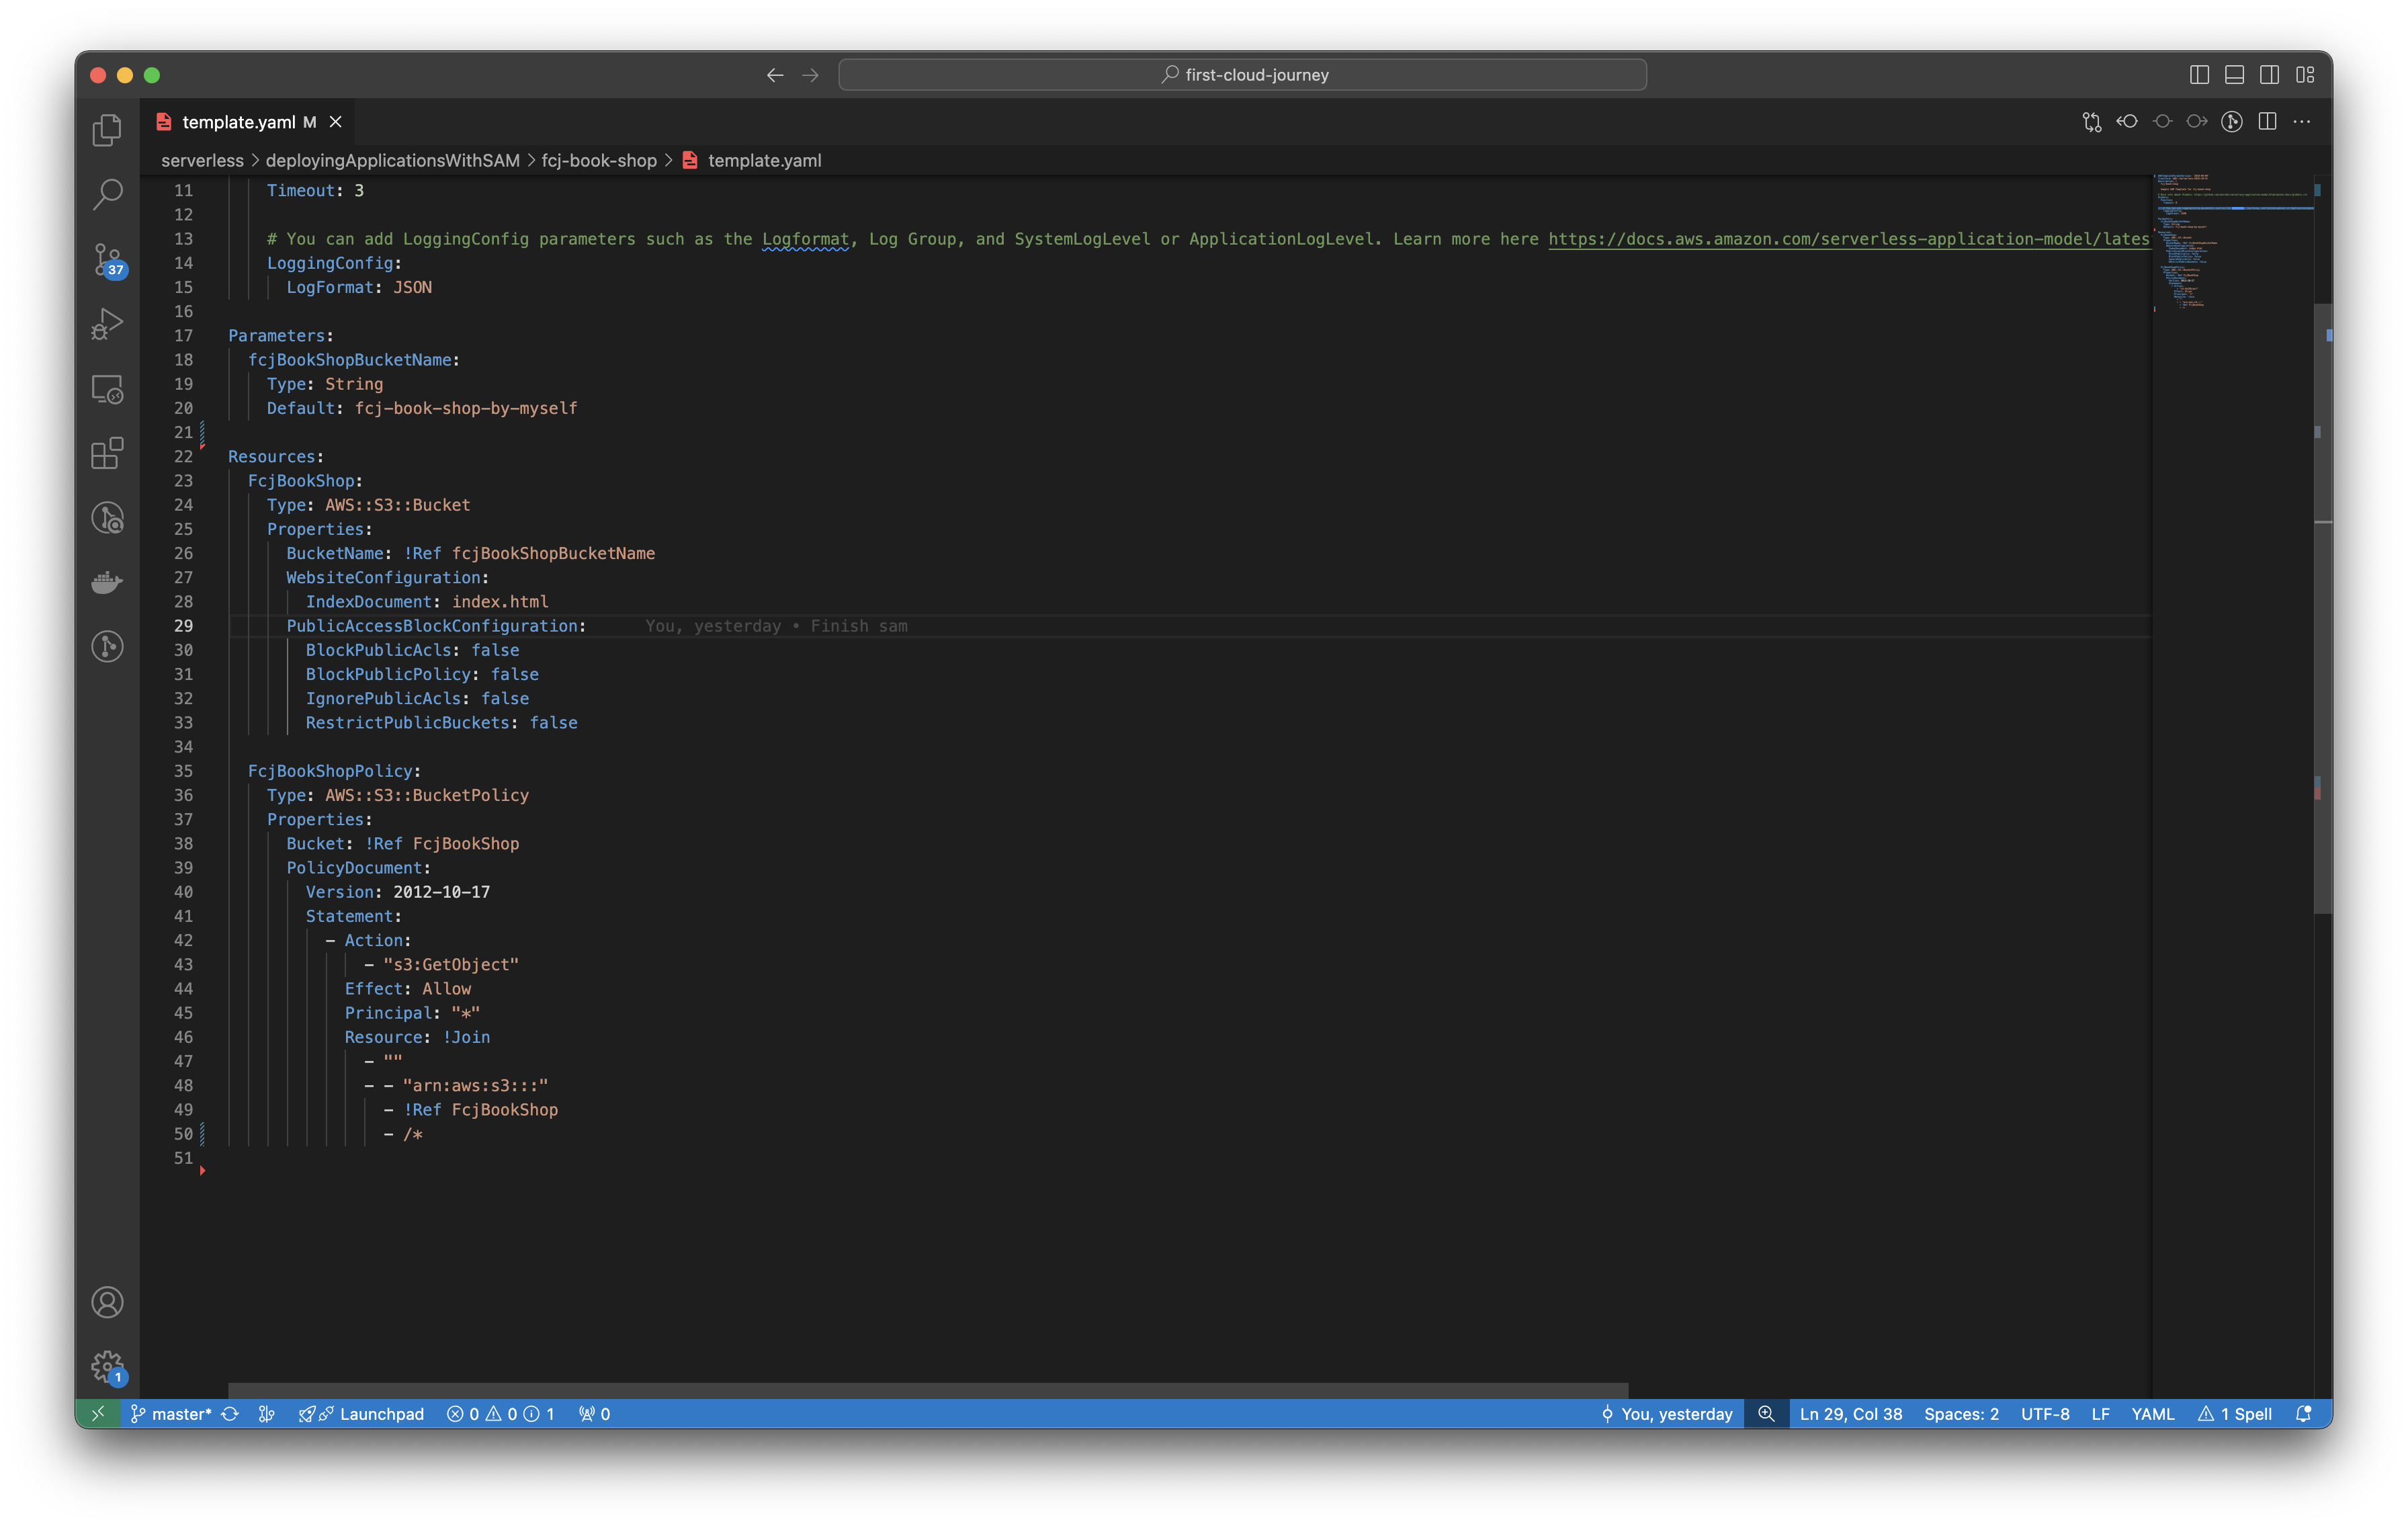 first-cloud-journey
template.yaml M
serverless > deployingApplicationsWithSAM > fcj-book-shop > template.yaml
11 Timeout: 3
12
13 # You can add LoggingConfig parameters such as the Logformat, Log Group, and SystemLogLevel or ApplicationLogLevel. Learn more here https://docs.aws.amazon.com/serverless-application-model/lates
14 LoggingConfig:
15 LogFormat: JSON
16
17 Parameters:
18 fcjBookShopBucketName:
19 Type: String
20 Default: fcj-book-shop-by-myself
21
22 Resources:
23 FcjBookShop:
24 Type: AWS::S3::Bucket
25 Properties:
26 BucketName: !Ref fcjBookShopBucketName
27 WebsiteConfiguration:
28 IndexDocument: index.html
29 PublicAccessBlockConfiguration: You, yesterday • Finish sam
30 BlockPublicAcls: false
31 BlockPublicPolicy: false
32 IgnorePublicAcls: false
33 RestrictPublicBuckets: false
34
35 FcjBookShopPolicy:
36 Type: AWS::S3::BucketPolicy
37 Properties:
38 Bucket: !Ref FcjBookShop
39 PolicyDocument:
40 Version: 2012-10-17
41 Statement:
42 - Action:
43 - "s3:GetObject"
44 Effect: Allow
45 Principal: "*"
46 Resource: !Join
47 - ""
48 - - "arn:aws:s3:::"
49 - !Ref FcjBookShop
50 - /*
51
37
1
master* Launchpad 0 0 1 0 You, yesterday Ln 29, Col 38 Spaces: 2 UTF-8 LF YAML 1 Spell